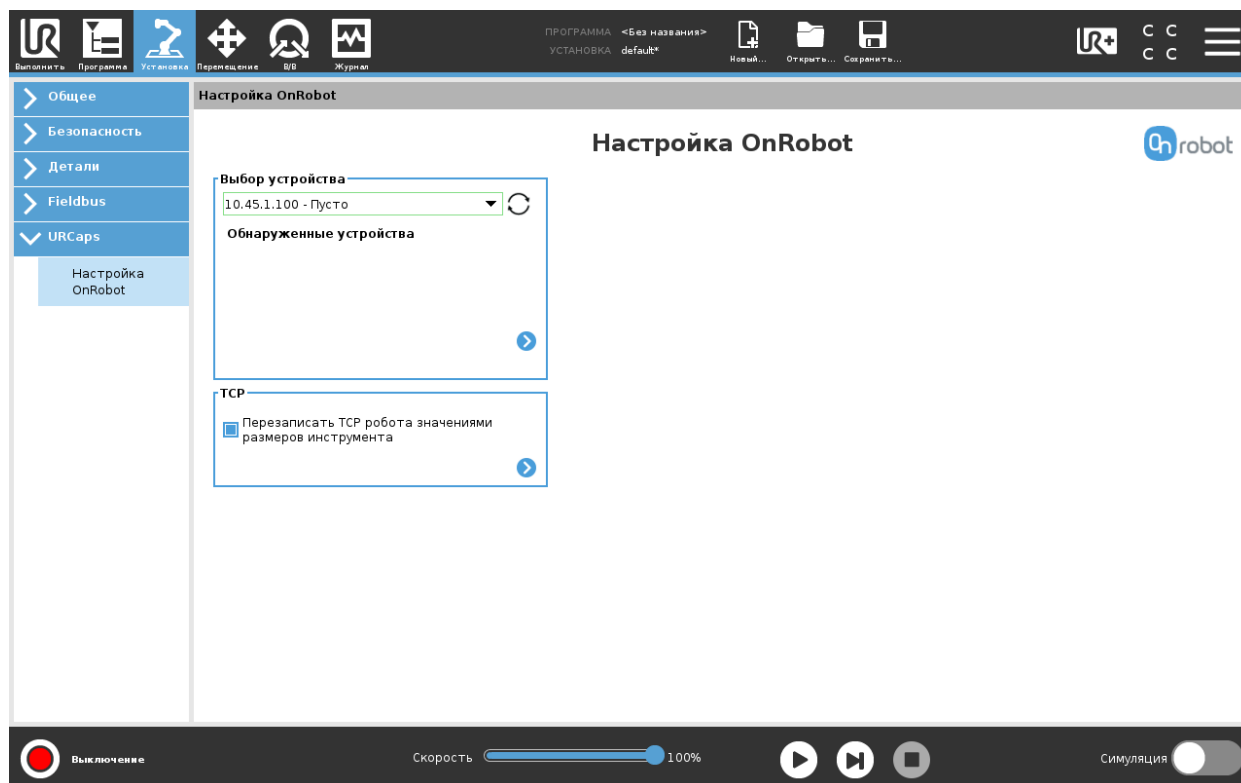 ПРОГРАММА <Без названия>
УСТАНОВКА default*
Выполнить Программа Установка Перемещение В/В Журнал
Новый... Открыть... Сохранить...
UR+
C C
C C
Общее
Безопасность
Детали
Fieldbus
URCaps
Настройка
OnRobot
Настройка OnRobot
Настройка OnRobot
On robot
Выбор устройства
10.45.1.100 - Пусто
Обнаруженные устройства
TCP
Перезаписать TCP робота значениями
размеров инструмента
Выключение
Скорость 100%
Симуляция